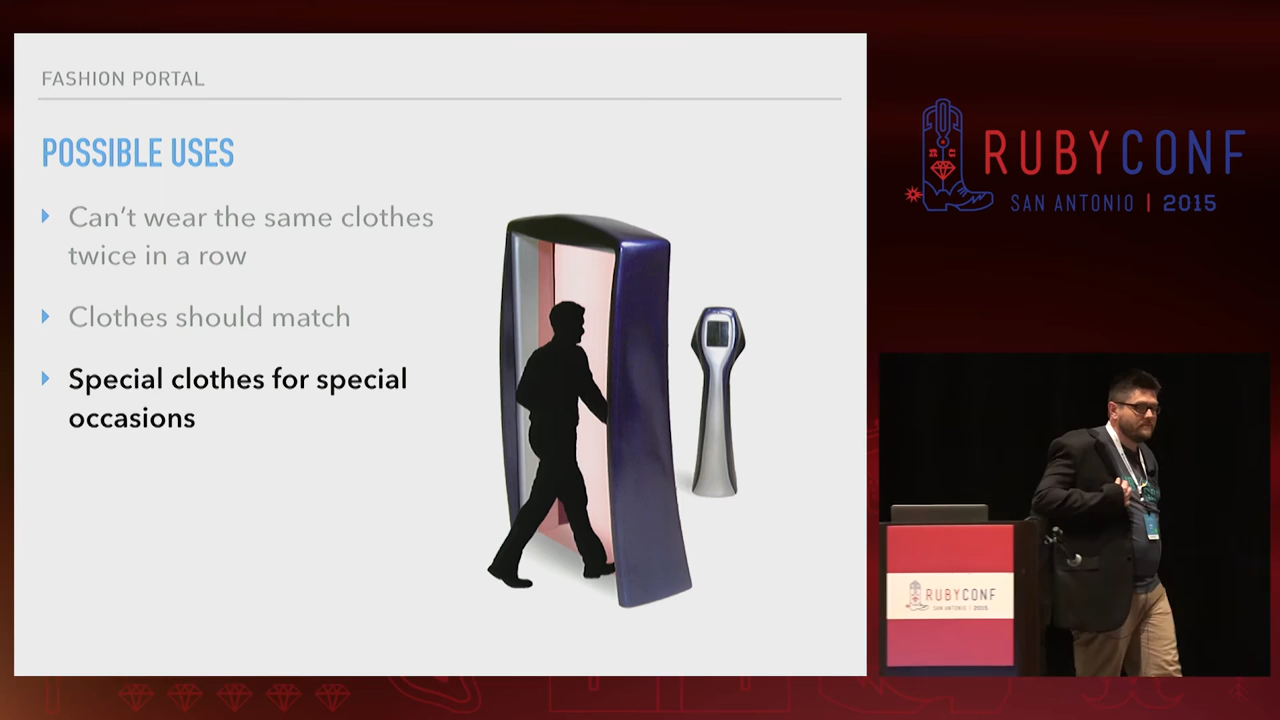 FASHION PORTAL
POSSIBLE USES
Can't wear the same clothes
twice in a row
Clothes should match
Special clothes for special
occasions
RUBYCONF
SAN ANTONIO | 2015
RUBYCONF
SAN ANTONIO | 2015